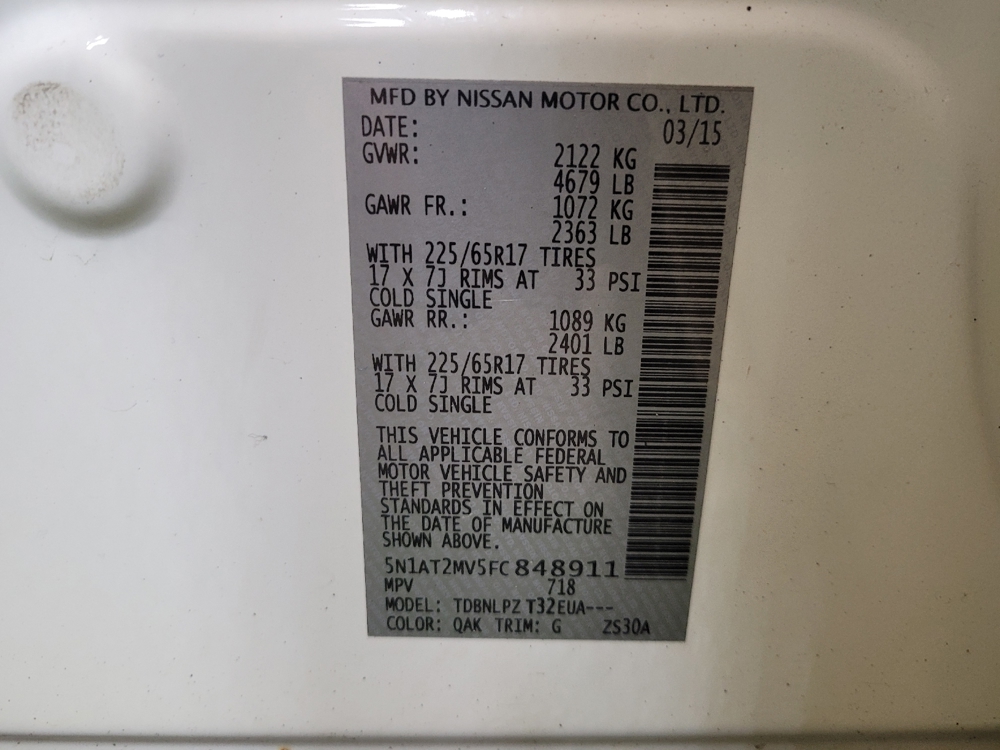 MFD BY NISSAN MOTOR CO., LTD.
DATE: 03/15
GVWR: 2122 KG
4679 LB
GAWR FR.: 1072 KG
2363 LB
WITH 225/65R17 TIRES
17 X 7J RIMS AT 33 PSI
COLD SINGLE
GAWR RR.: 1089 KG
2401 LB
WITH 225/65R17 TIRES
17 X 7J RIMS AT 33 PSI
COLD SINGLE
THIS VEHICLE CONFORMS TO
ALL APPLICABLE FEDERAL
MOTOR VEHICLE SAFETY AND
THEFT PREVENTION
STANDARDS IN EFFECT ON
THE DATE OF MANUFACTURE
SHOWN ABOVE.
5N1AT2MV5FC848911
MPV 718
MODEL: TDBNLPZ T32EUA---
COLOR: QAK TRIM: G ZS30A